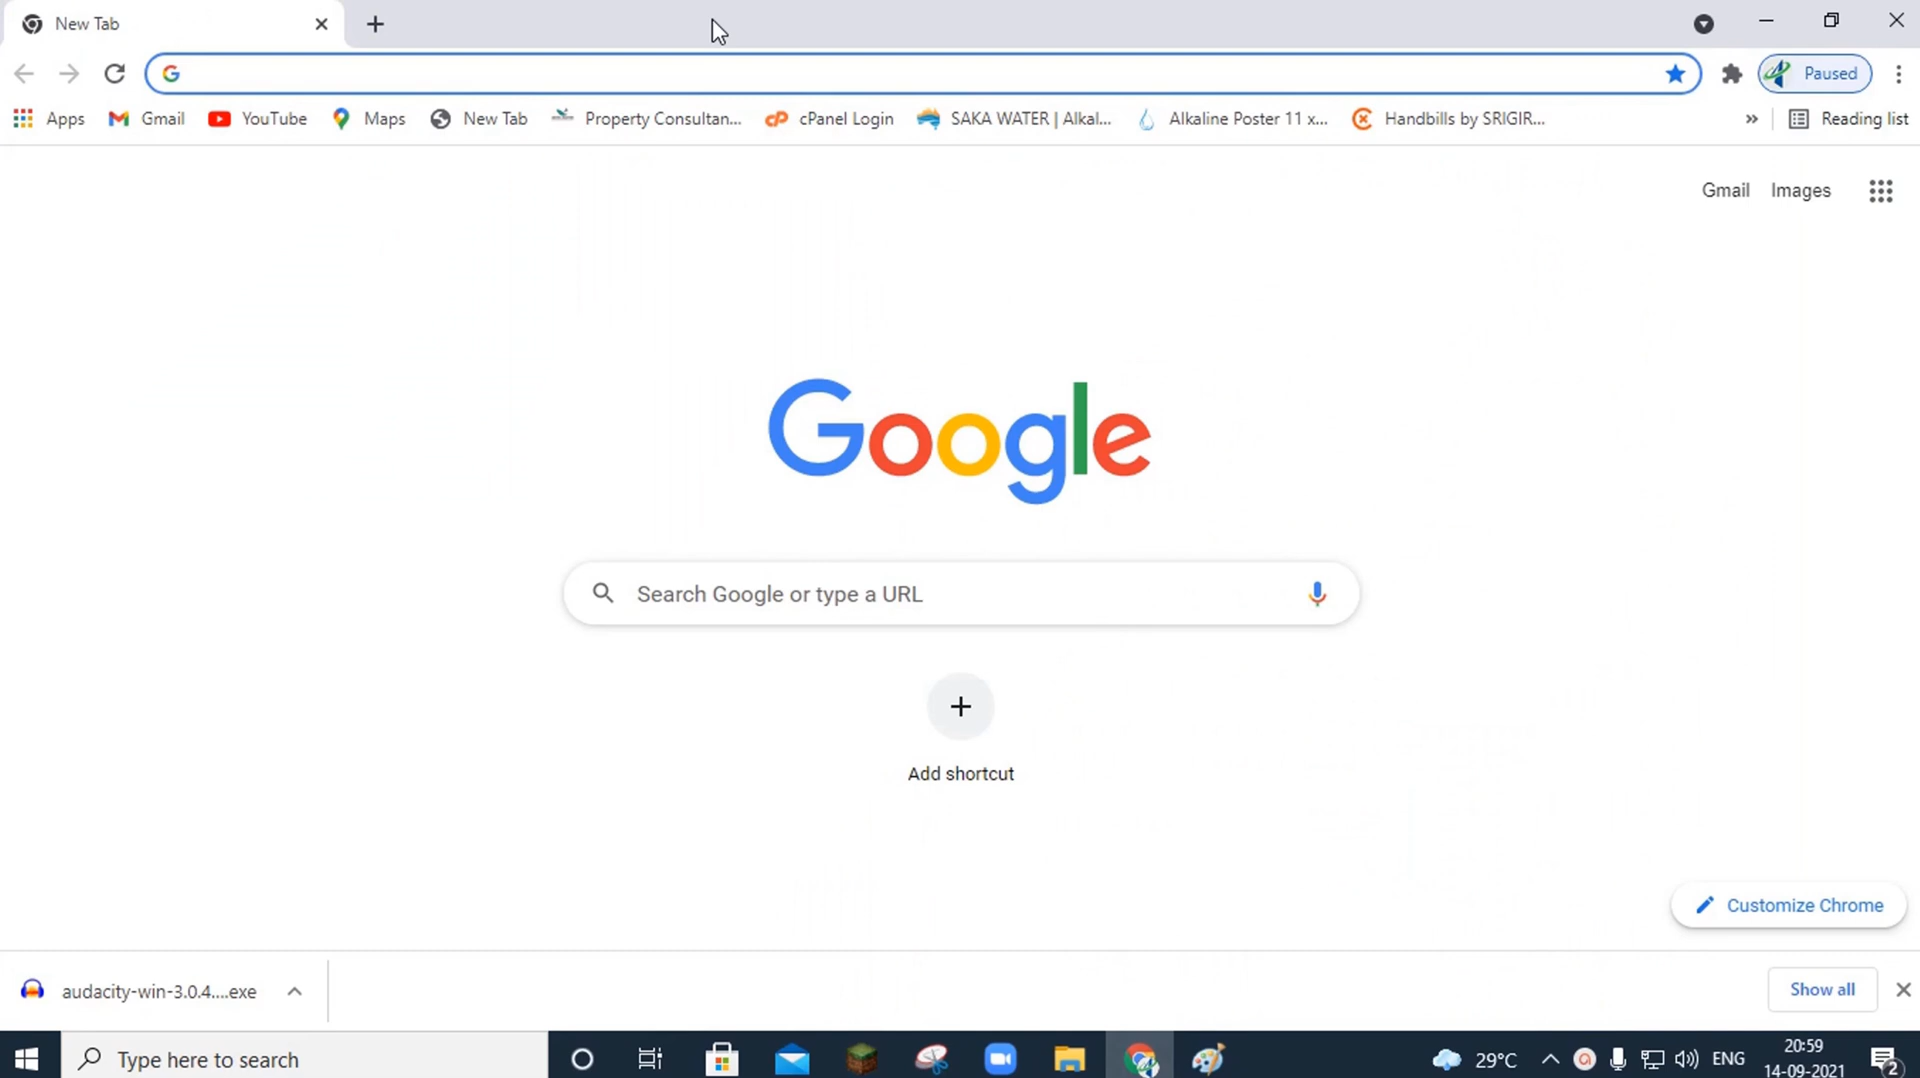 New Tab
Paused
Apps
Gmail
YouTube
Maps
New Tab
Property Consultan...
cPanel Login
SAKA WATER | Alkal...
Alkaline Poster 11 x...
Handbills by SRIGIR...
»
Reading list
Gmail
Images
Google
Search Google or type a URL
Add shortcut
Customize Chrome
audacity-win-3.0.4....exe
Show all
Type here to search
29°C
ENG
20:59
14-09-2021
2